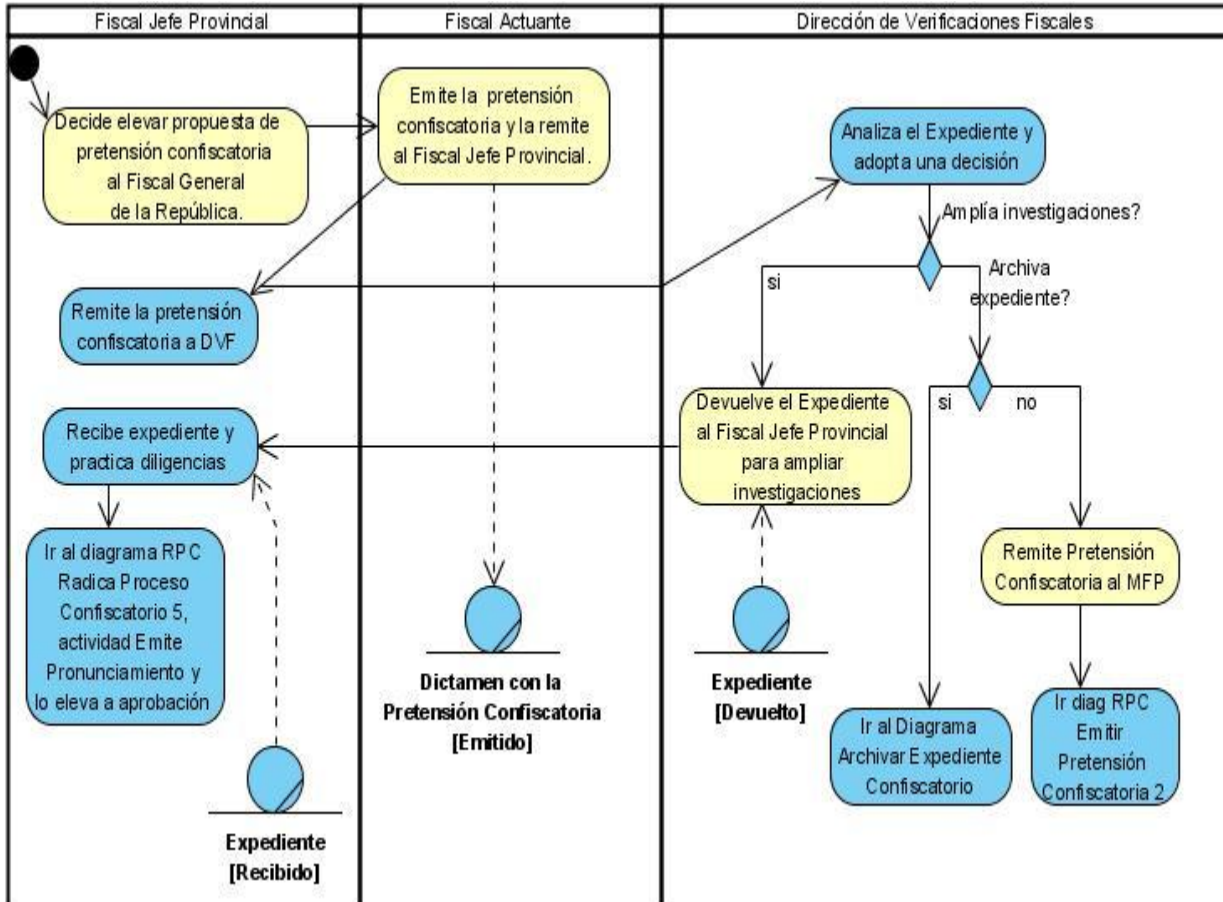 Fiscal Jefe Provincial
Fiscal Actuante
Dirección de Verificaciones Fiscales
Decide elevar propuesta de
pretensión confiscatoria
al Fiscal General
de la República.
Emite la pretensión
confiscatoria y la remite
al Fiscal Jefe Provincial.
Analiza el Expediente y
adopta una decisión
Amplía investigaciones?
si
Archiva
expediente?
Remite la pretensión
confiscatoria a DVF
si
no
Devuelve el Expediente
al Fiscal Jefe Provincial
para ampliar
investigaciones
Recibe expediente y
practica diligencias
Ir al diagrama RPC
Radica Proceso
Confiscatorio 5,
actividad Emite
Pronunciamiento y
lo eleva a aprobación
Remite Pretensión
Confiscatoria al MFP
Dictamen con la
Pretensión Confiscatoria
[Emitido]
Expediente
[Devuelto]
Ir al Diagrama
Archivar Expediente
Confiscatorio
Ir diag RPC
Emitir
Pretensión
Confiscatoria 2
Expediente
[Recibido]